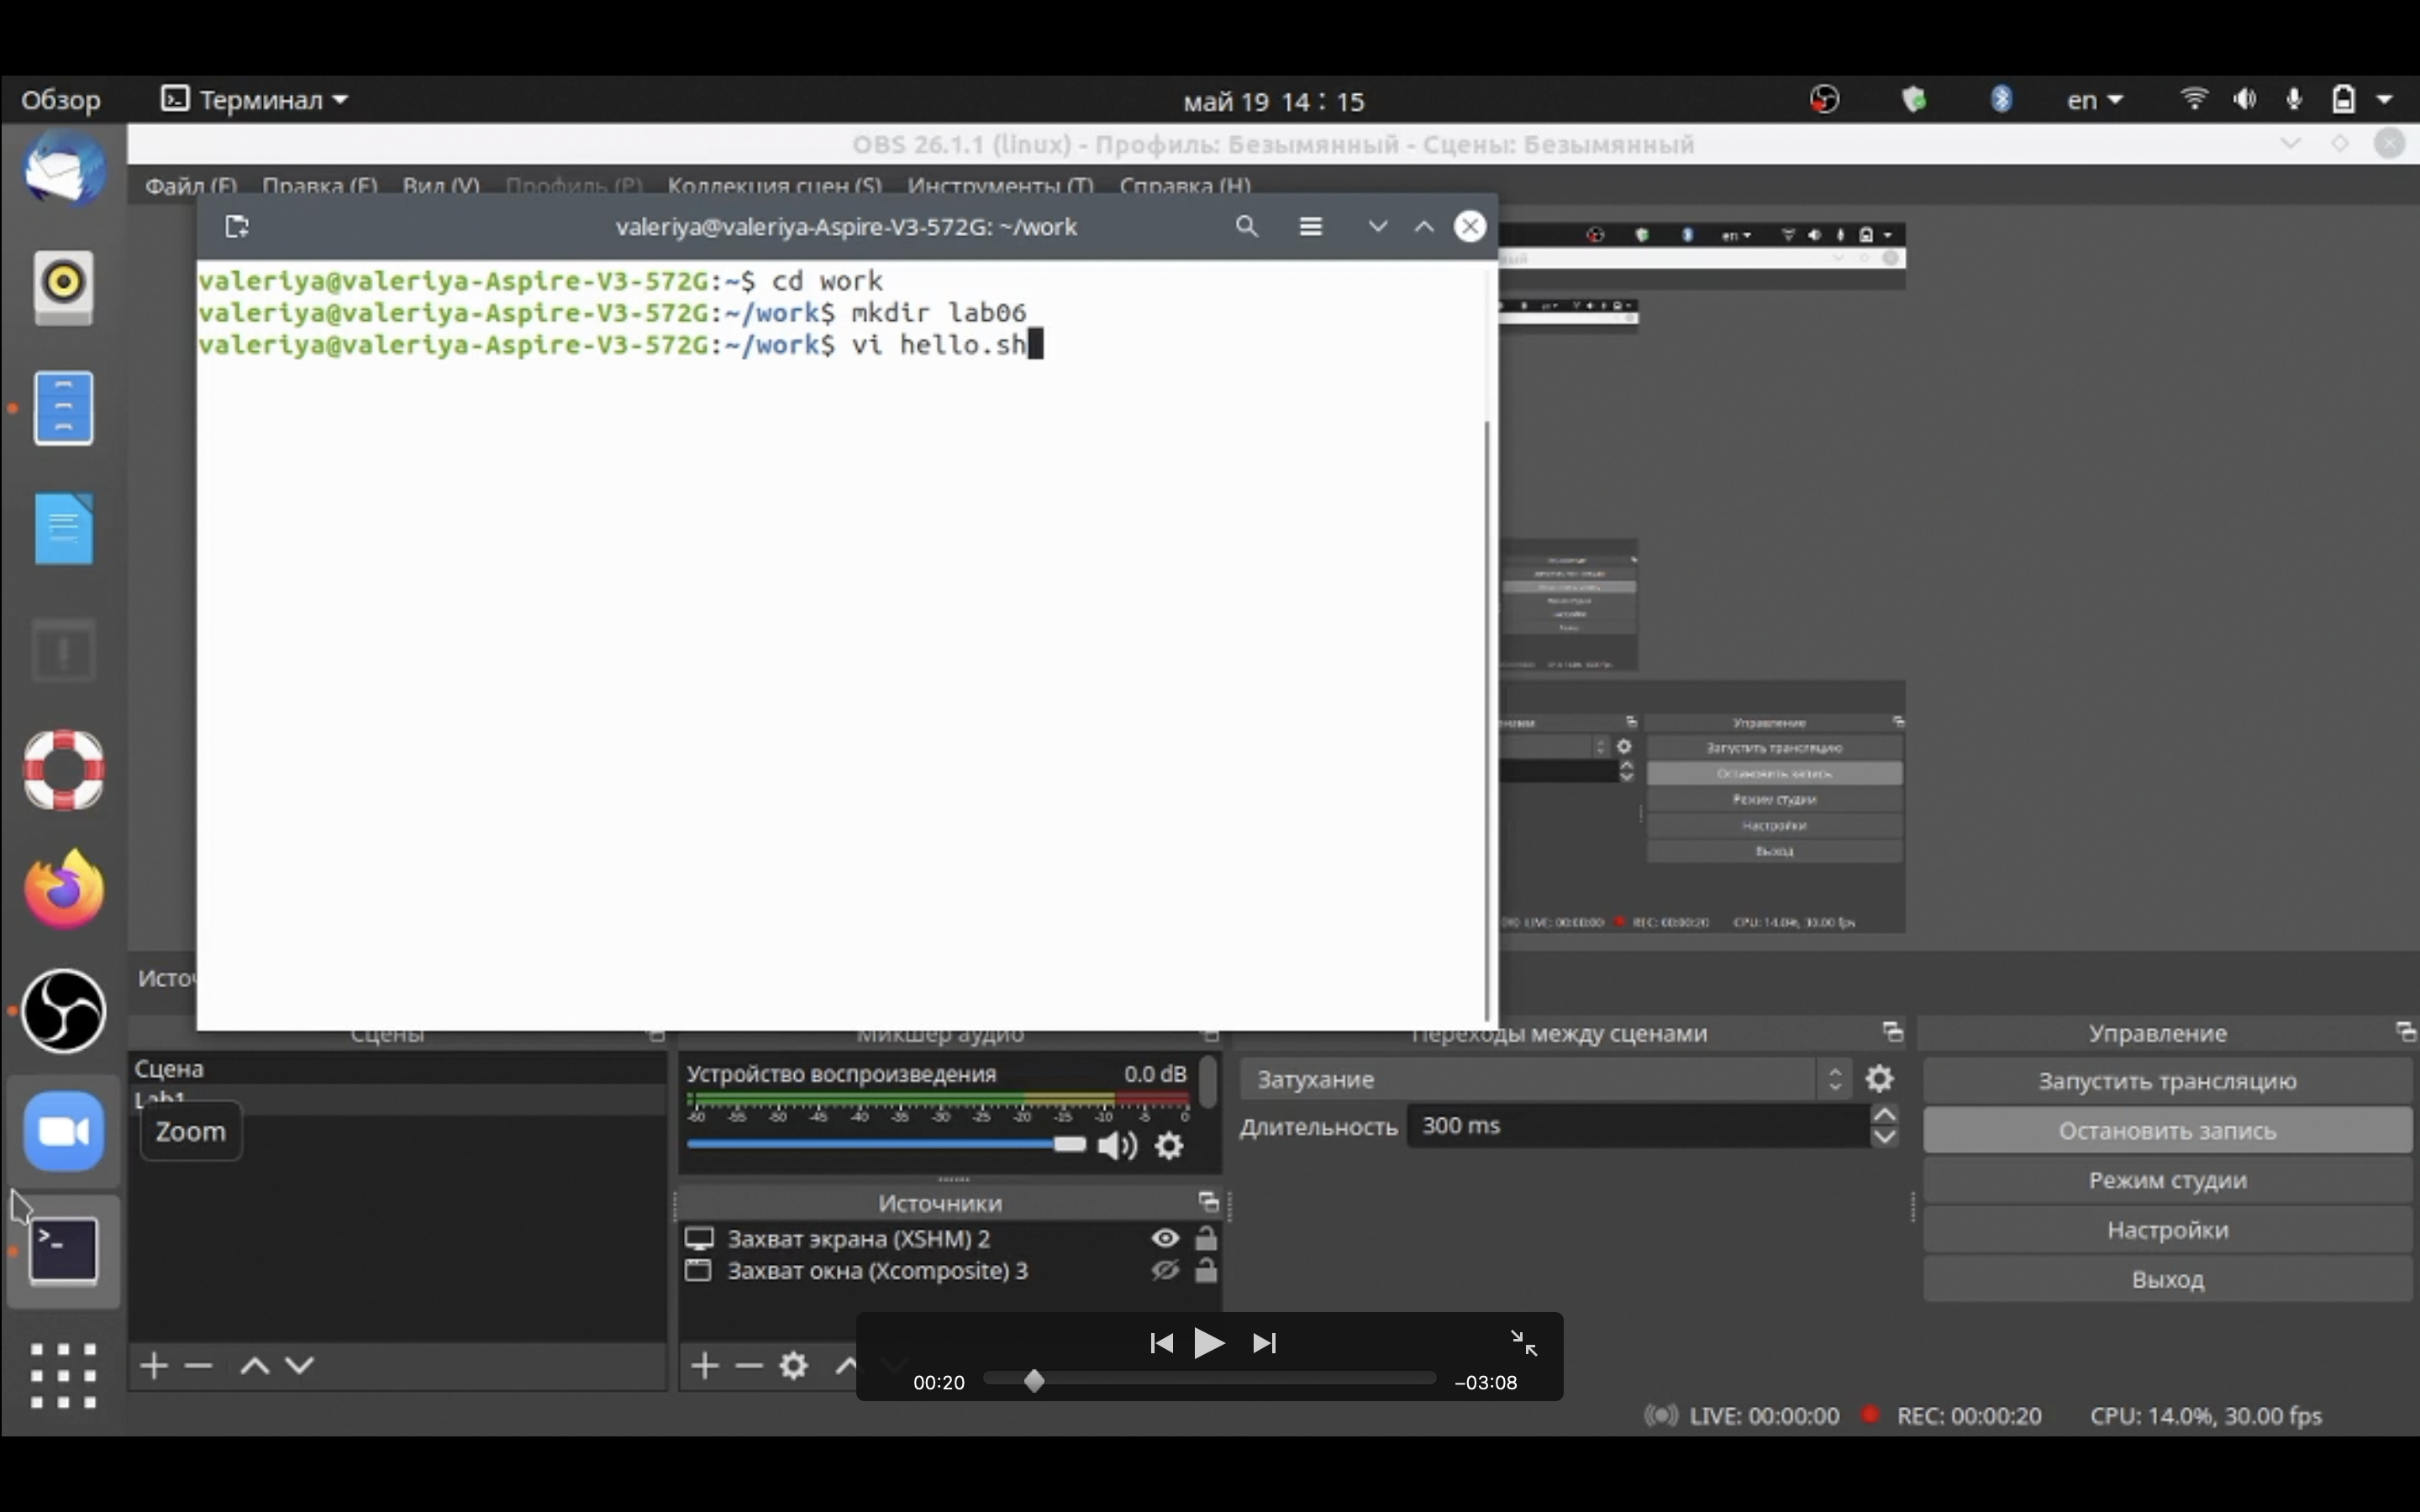 Обзор
Терминал
май 19 14 : 15
en
OBS 26.1.1 (linux) - Профиль: Безымянный - Сцены: Безымянный
Файл (F) Правка (E) Вид (V) Профиль (P) Коллекция сцен (S) Инструменты (T) Справка (H)
valeriya@valeriya-Aspire-V3-572G: ~/work
valeriya@valeriya-Aspire-V3-572G:~$ cd work
valeriya@valeriya-Aspire-V3-572G:~/work$ mkdir lab06
valeriya@valeriya-Aspire-V3-572G:~/work$ vi hello.sh
en
Управление
Запустить трансляцию
Остановить запись
Режим студии
Настройки
Выход
LIVE: 00:00:00 REC: 00:00:20 CPU: 14.0%, 30.00 fps
Сцены
Сцена
Lab1
Zoom
Микшер аудио
Устройство воспроизведения 0.0 dB
-60 -55 -50 -45 -40 -35 -30 -25 -20 -15 -10 -5 0
Источники
Захват экрана (XSHM) 2
Захват окна (Xcomposite) 3
Переходы между сценами
Затухание
Длительность 300 ms
Управление
Запустить трансляцию
Остановить запись
Режим студии
Настройки
Выход
00:20
−03:08
LIVE: 00:00:00 REC: 00:00:20 CPU: 14.0%, 30.00 fps